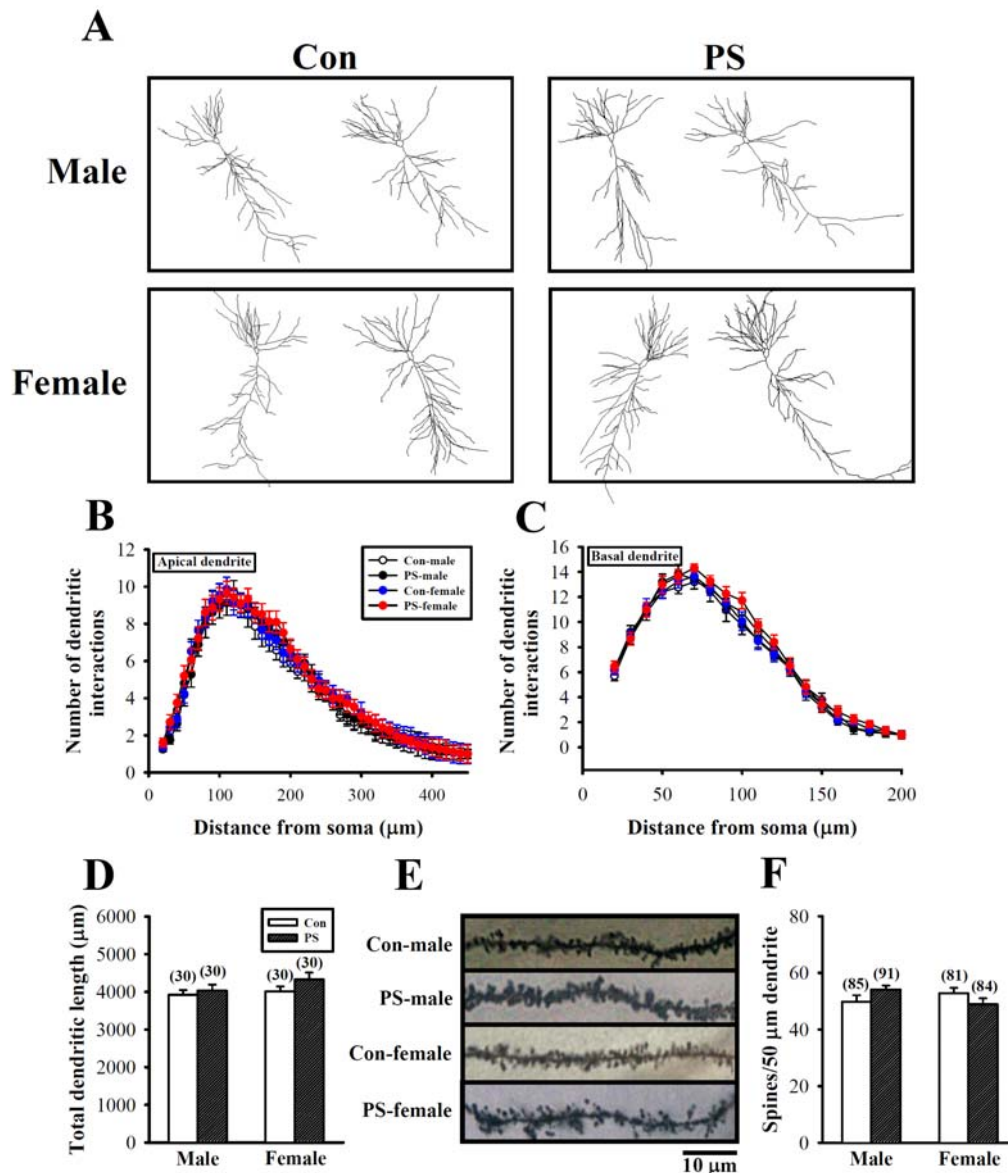 A
Con
PS
Male
Female
B
Apical dendrite
Con-male
PS-male
Con-female
PS-female
Number of dendritic
interactions
12
10
8
6
4
2
0
0 100 200 300 400
Distance from soma (μm)
C
Basal dendrite
Number of dendritic
interactions
16
14
12
10
8
6
4
2
0
0 50 100 150 200
Distance from soma (μm)
D
Con
PS
Total dendritic length (μm)
6000
5000
4000
3000
2000
1000
0
(30) (30) (30) (30)
Male Female
E
Con-male
PS-male
Con-female
PS-female
10 μm
F
Spines/50 μm dendrite
80
60
40
20
0
(85) (91) (81) (84)
Male Female